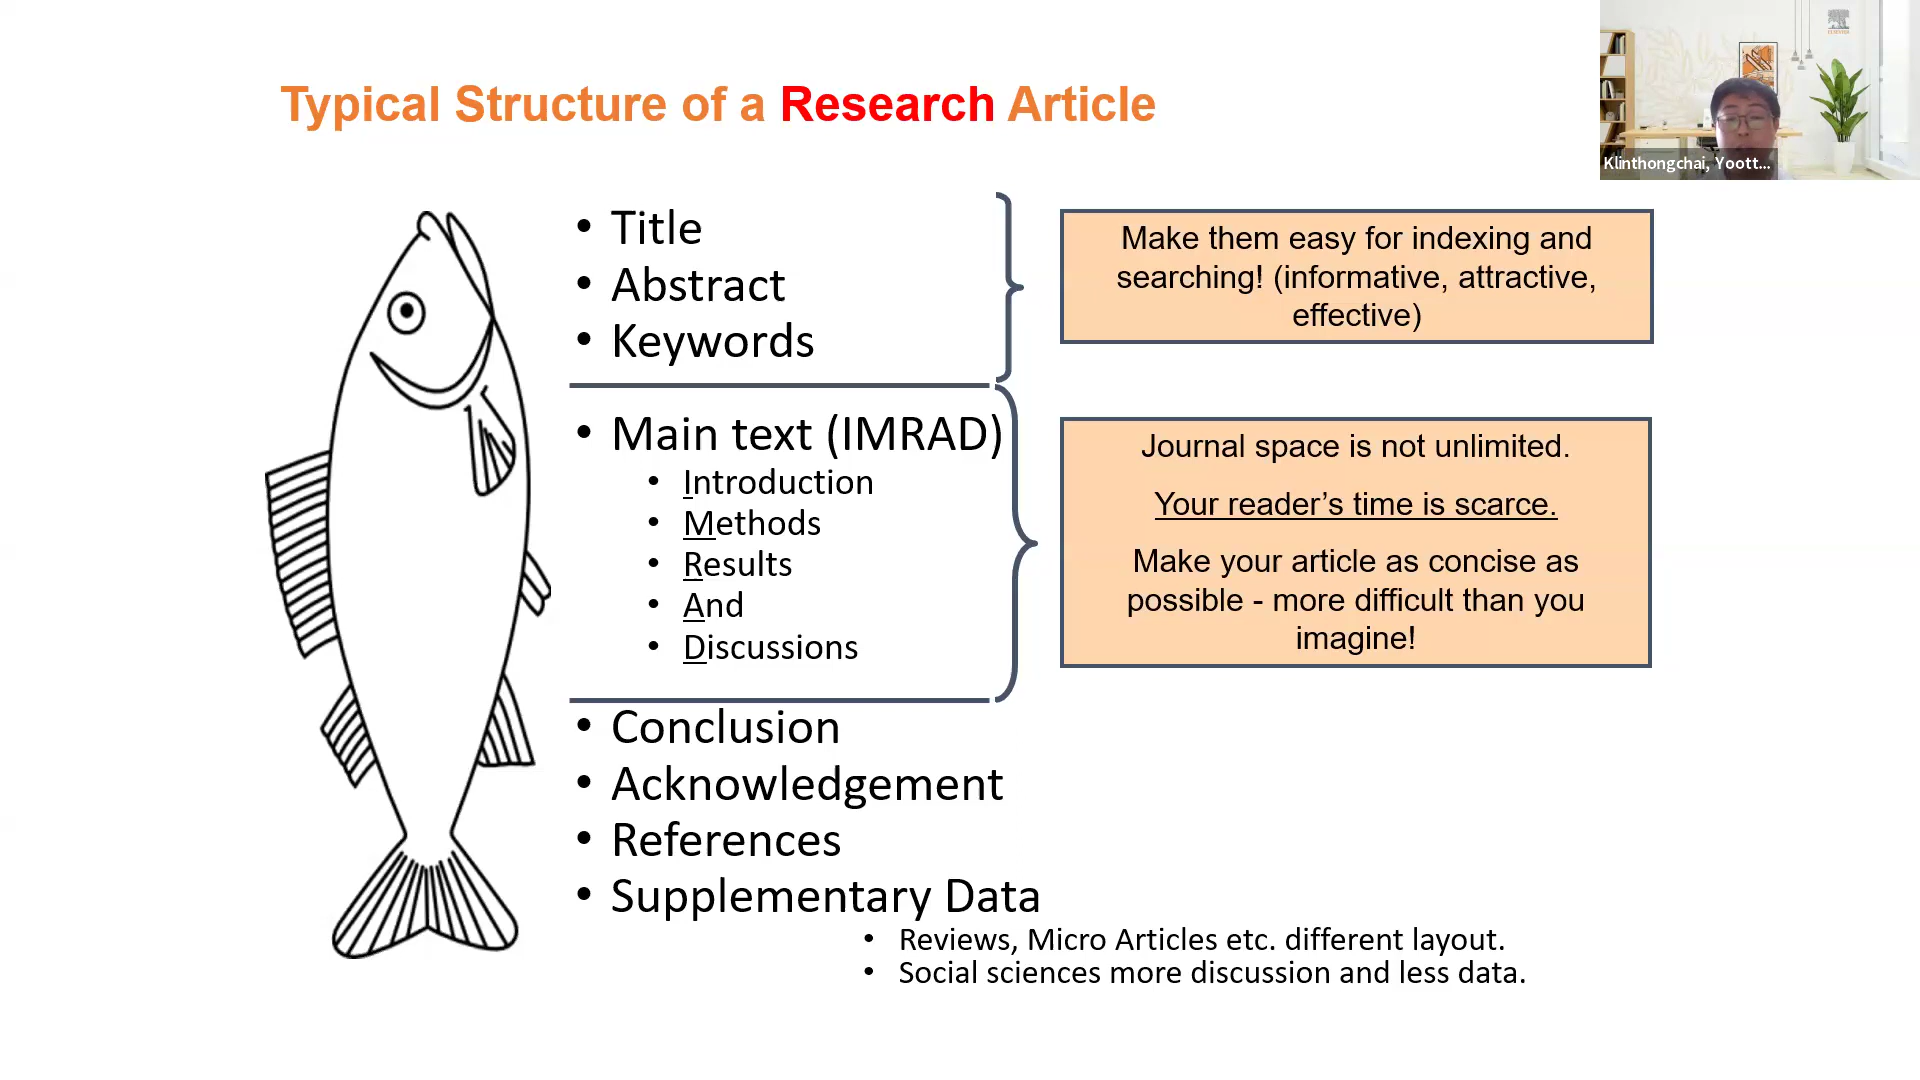 Typical Structure of a Research Article
ELSEVIER
Klinthongchai, Yoott...
• Title
• Abstract
• Keywords
Make them easy for indexing and
searching! (informative, attractive,
effective)
• Main text (IMRAD)
• Introduction
• Methods
• Results
• And
• Discussions
Journal space is not unlimited.
Your reader’s time is scarce.
Make your article as concise as
possible - more difficult than you
imagine!
• Conclusion
• Acknowledgement
• References
• Supplementary Data
• Reviews, Micro Articles etc. different layout.
• Social sciences more discussion and less data.